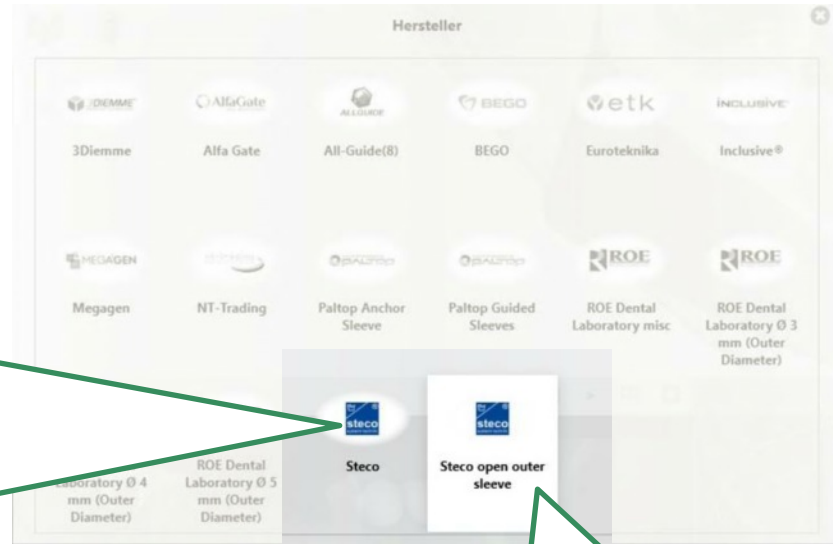 Hersteller
3DIEMME
AlfaGate
ALLGUIDE
BEGO
etk
INCLUSIVE
3Diemme
Alfa Gate
All-Guide(8)
BEGO
Euroteknika
Inclusive®
MEGAGEN
PALTOP
PALTOP
ROE
ROE
Megagen
NT-Trading
Paltop Anchor
Sleeve
Paltop Guided
Sleeves
ROE Dental
Laboratory misc
ROE Dental
Laboratory Ø 3
mm (Outer
Diameter)
steco
steco
Laboratory Ø 4
mm (Outer
Diameter)
ROE Dental
Laboratory Ø 5
mm (Outer
Diameter)
Steco
Steco open outer
sleeve